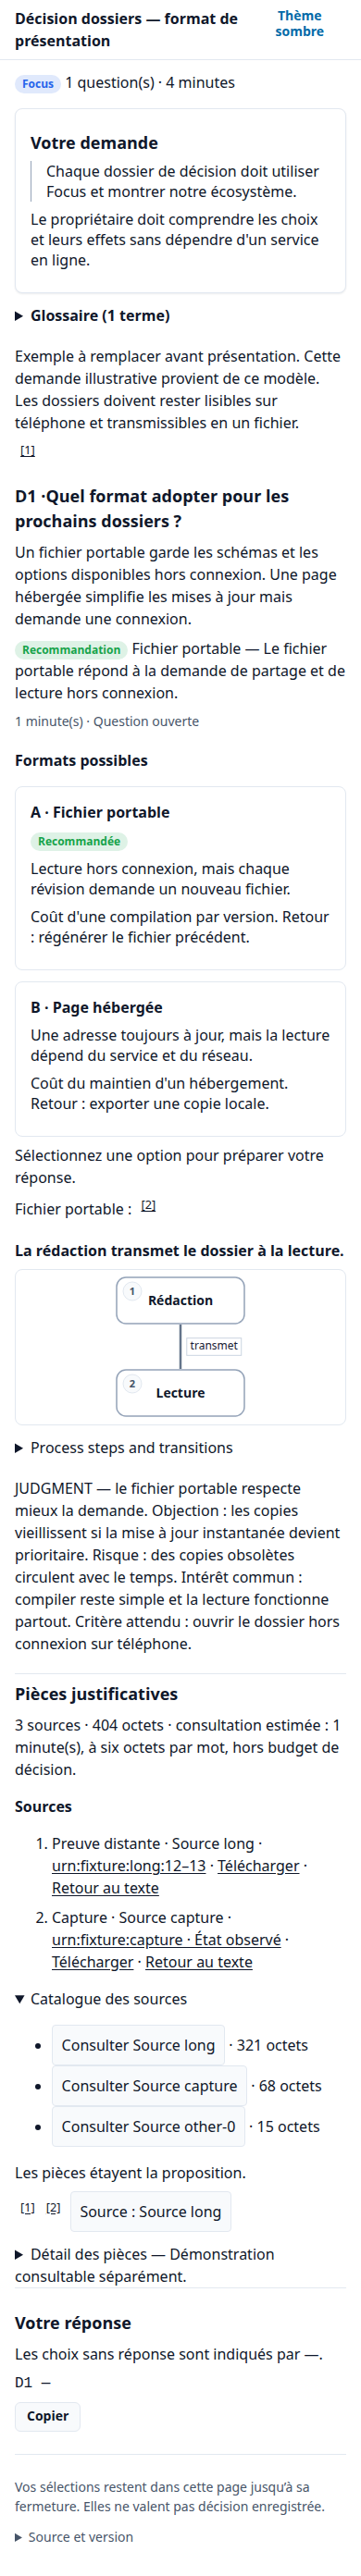 Décision dossiers — format de
présentation
Thème
sombre
Focus 1 question(s) · 4 minutes
Votre demande
Chaque dossier de décision doit utiliser
Focus et montrer notre écosystème.
Le propriétaire doit comprendre les choix
et leurs effets sans dépendre d'un service
en ligne.
Glossaire (1 terme)
Exemple à remplacer avant présentation. Cette
demande illustrative provient de ce modèle.
Les dossiers doivent rester lisibles sur
téléphone et transmissibles en un fichier.
[1]
D1 ·Quel format adopter pour les
prochains dossiers ?
Un fichier portable garde les schémas et les
options disponibles hors connexion. Une page
hébergée simplifie les mises à jour mais
demande une connexion.
Recommandation Fichier portable — Le fichier
portable répond à la demande de partage et de
lecture hors connexion.
1 minute(s) · Question ouverte
Formats possibles
A · Fichier portable
Recommandée
Lecture hors connexion, mais chaque
révision demande un nouveau fichier.
Coût d'une compilation par version. Retour
: régénérer le fichier précédent.
B · Page hébergée
Une adresse toujours à jour, mais la lecture
dépend du service et du réseau.
Coût du maintien d'un hébergement.
Retour : exporter une copie locale.
Sélectionnez une option pour préparer votre
réponse.
Fichier portable : [2]
La rédaction transmet le dossier à la lecture.
1 Rédaction
transmet
2 Lecture
Process steps and transitions
JUDGMENT — le fichier portable respecte
mieux la demande. Objection : les copies
vieillissent si la mise à jour instantanée devient
prioritaire. Risque : des copies obsolètes
circulent avec le temps. Intérêt commun :
compiler reste simple et la lecture fonctionne
partout. Critère attendu : ouvrir le dossier hors
connexion sur téléphone.
Pièces justificatives
3 sources · 404 octets · consultation estimée : 1
minute(s), à six octets par mot, hors budget de
décision.
Sources
1. Preuve distante · Source long ·
urn:fixture:long:12–13 · Télécharger ·
Retour au texte
2. Capture · Source capture ·
urn:fixture:capture · État observé ·
Télécharger · Retour au texte
Catalogue des sources
Consulter Source long · 321 octets
Consulter Source capture · 68 octets
Consulter Source other-0 · 15 octets
Les pièces étayent la proposition.
[1] [2] Source : Source long
Détail des pièces — Démonstration
consultable séparément.
Votre réponse
Les choix sans réponse sont indiqués par —.
D1 —
Copier
Vos sélections restent dans cette page jusqu'à sa
fermeture. Elles ne valent pas décision enregistrée.
Source et version